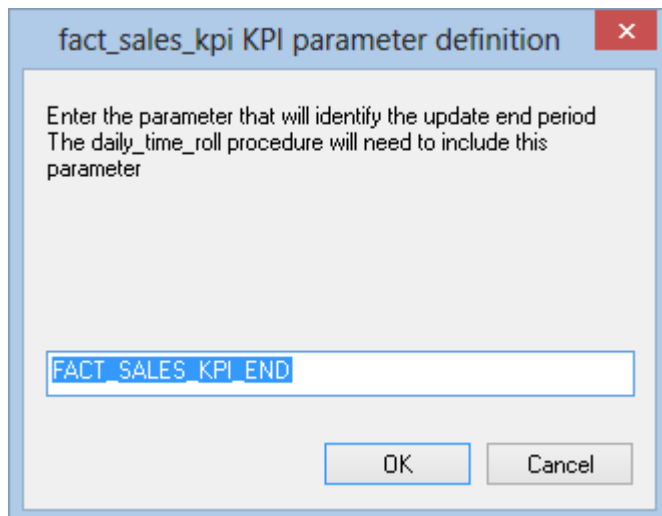 fact_sales_kpi KPI parameter definition
Enter the parameter that will identify the update end period
The daily_time_roll procedure will need to include this
parameter
FACT_SALES_KPI_END
OK Cancel